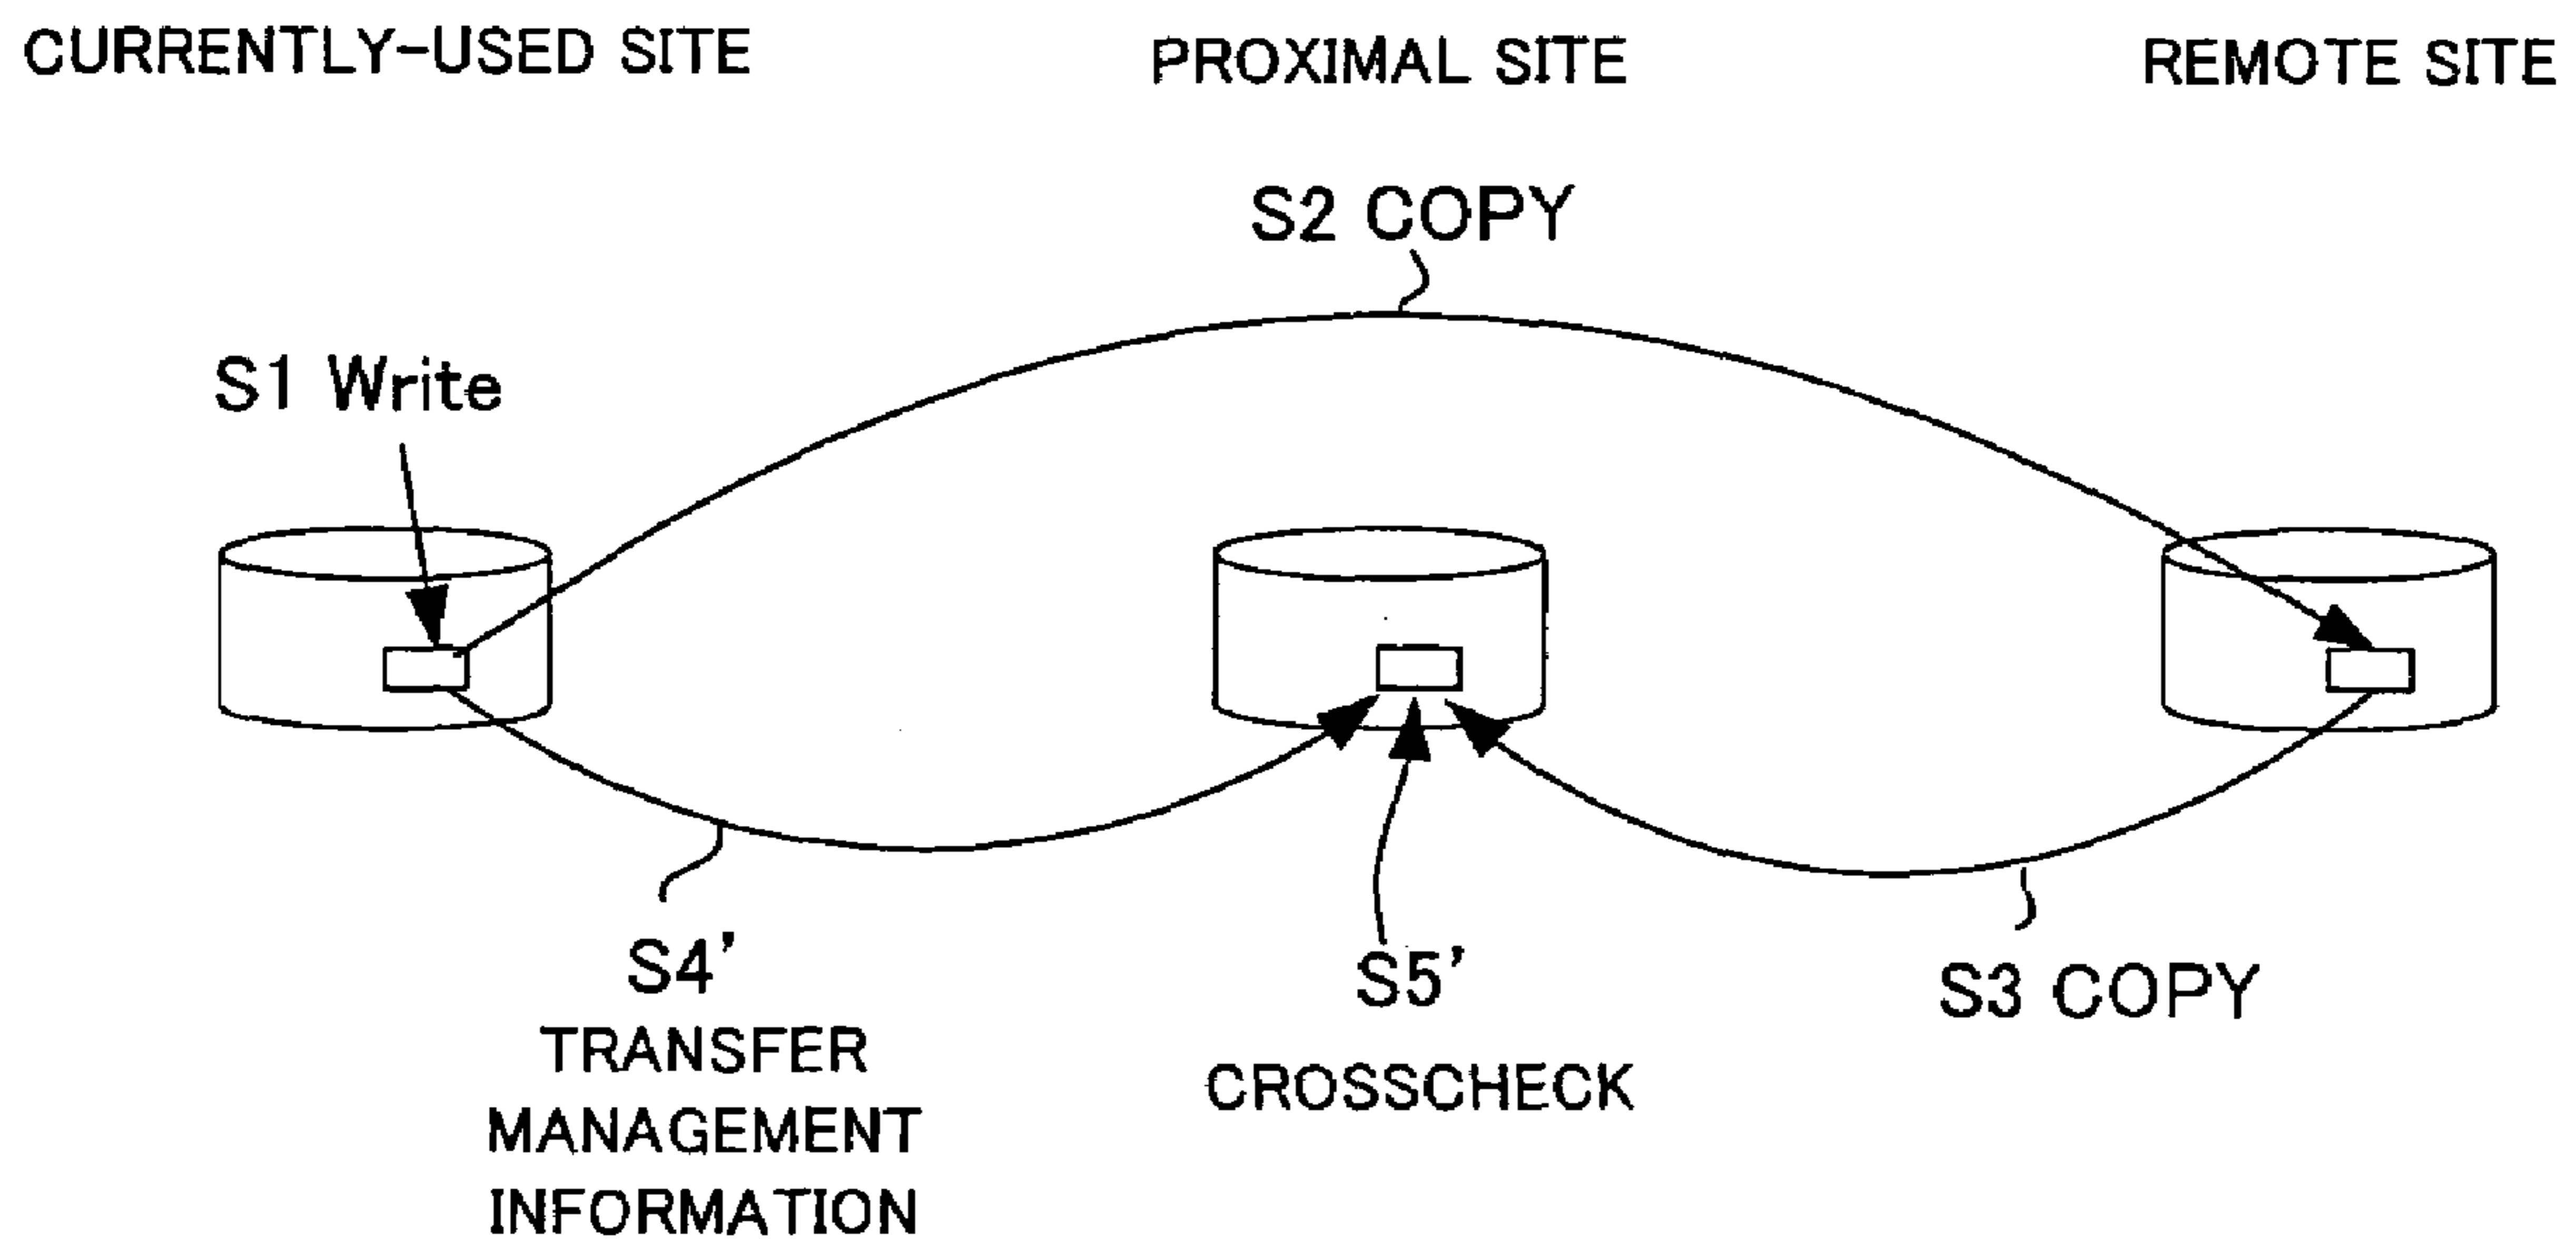 CURRENTLY-USED SITE
PROXIMAL SITE
REMOTE SITE
S2 COPY
S1 Write
S4'
TRANSFER
MANAGEMENT
INFORMATION
S5'
CROSSCHECK
S3 COPY